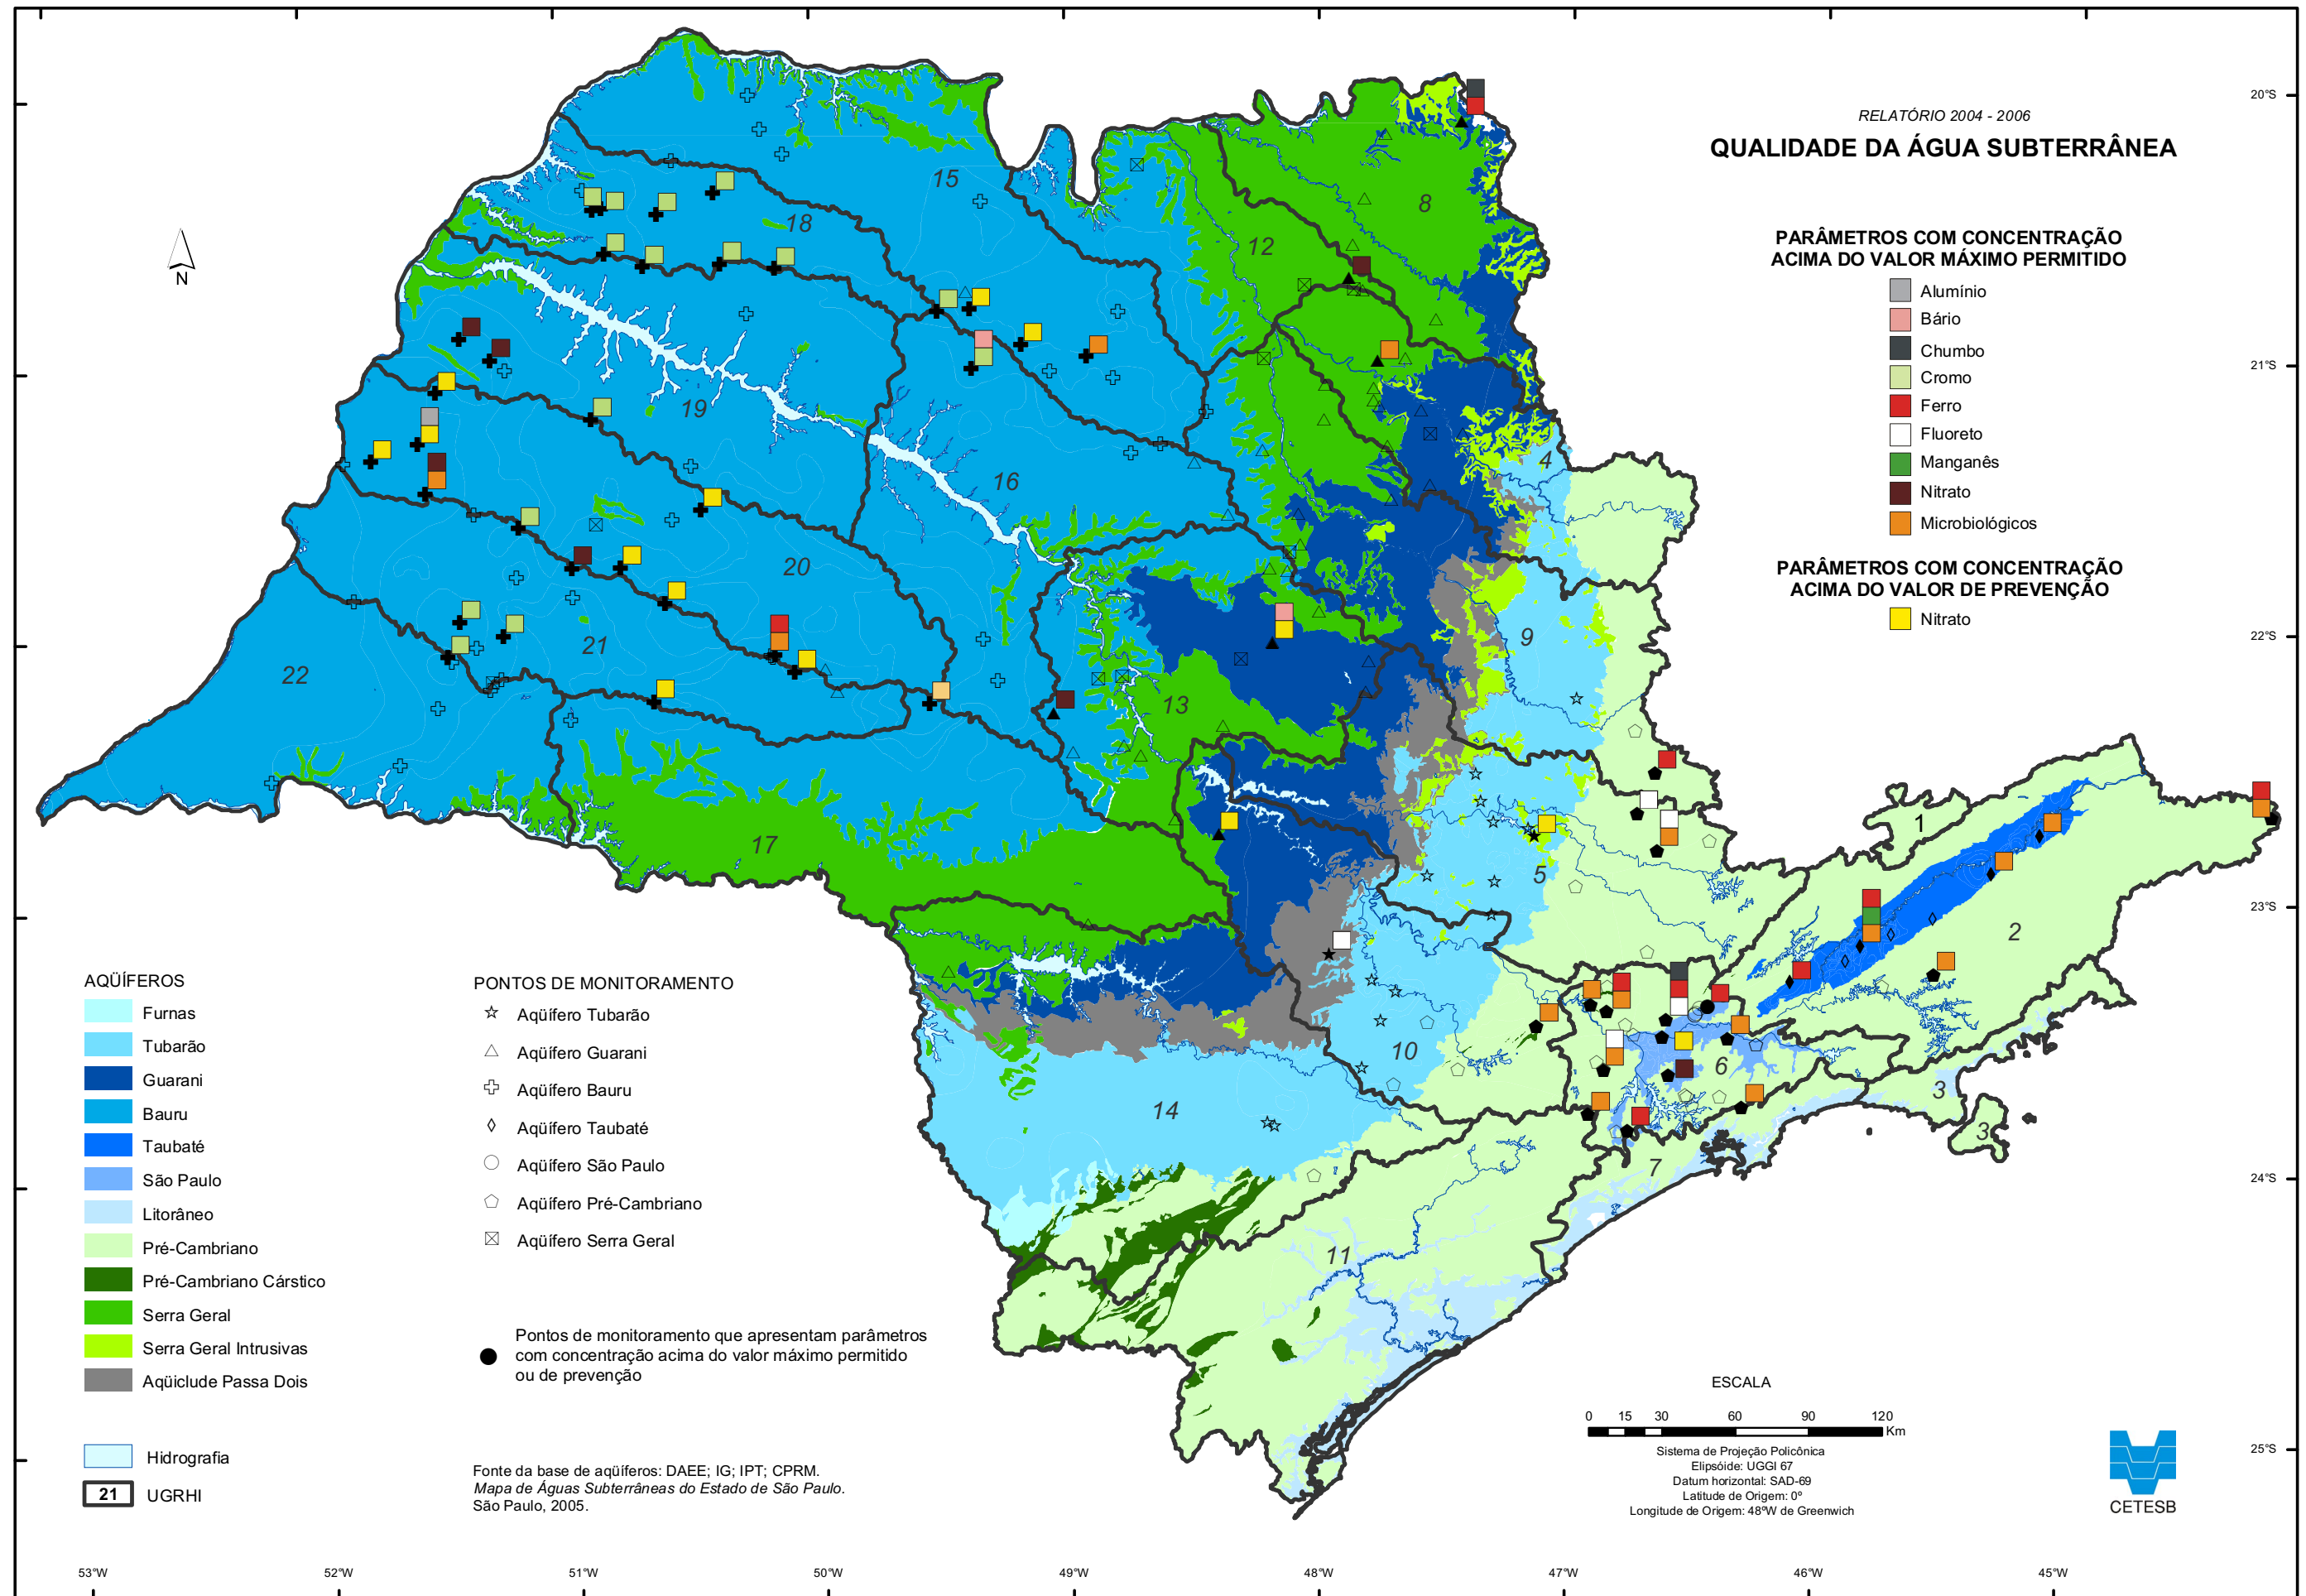 RELATÓRIO 2004 - 2006
QUALIDADE DA ÁGUA SUBTERRÂNEA
PARÂMETROS COM CONCENTRAÇÃO
ACIMA DO VALOR MÁXIMO PERMITIDO
Alumínio
Bário
Chumbo
Cromo
Ferro
Fluoreto
Manganês
Nitrato
Microbiológicos
PARÂMETROS COM CONCENTRAÇÃO
ACIMA DO VALOR DE PREVENÇÃO
Nitrato
N
15
18
8
12
19
16
4
20
9
21
22
13
17
5
1
2
10
6
14
3
3
7
11
20°S
21°S
22°S
23°S
24°S
25°S
AQÜÍFEROS
Furnas
Tubarão
Guarani
Bauru
Taubaté
São Paulo
Litorâneo
Pré-Cambriano
Pré-Cambriano Cárstico
Serra Geral
Serra Geral Intrusivas
Aqüiclude Passa Dois
Hidrografia
21 UGRHI
PONTOS DE MONITORAMENTO
Aqüífero Tubarão
Aqüífero Guarani
Aqüífero Bauru
Aqüífero Taubaté
Aqüífero São Paulo
Aqüífero Pré-Cambriano
Aqüífero Serra Geral
Pontos de monitoramento que apresentam parâmetros
com concentração acima do valor máximo permitido
ou de prevenção
Fonte da base de aqüíferos: DAEE; IG; IPT; CPRM.
Mapa de Águas Subterrâneas do Estado de São Paulo.
São Paulo, 2005.
ESCALA
0 15 30 60 90 120
Km
Sistema de Projeção Policônica
Elipsóide: UGGI 67
Datum horizontal: SAD-69
Latitude de Origem: 0º
Longitude de Origem: 48ºW de Greenwich
CETESB
53°W 52°W 51°W 50°W 49°W 48°W 47°W 46°W 45°W